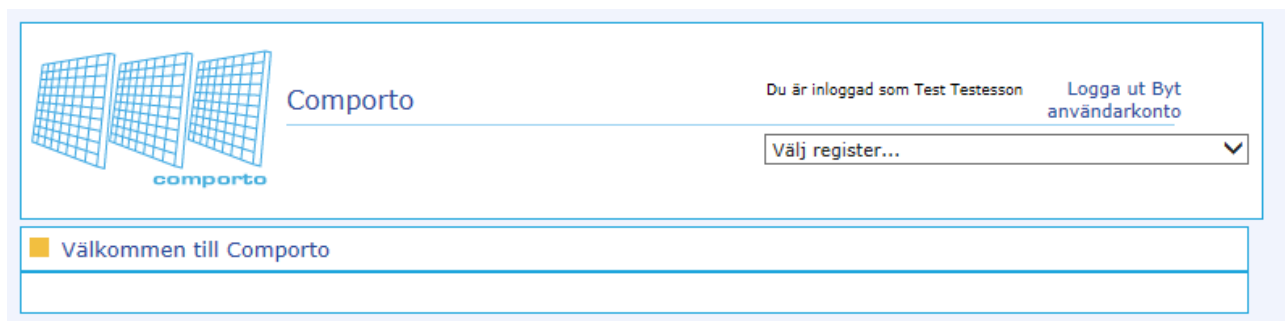 Comporto
Du är inloggad som Test Testesson
Logga ut Byt
användarkonto
Välj register...
comporto
Välkommen till Comporto